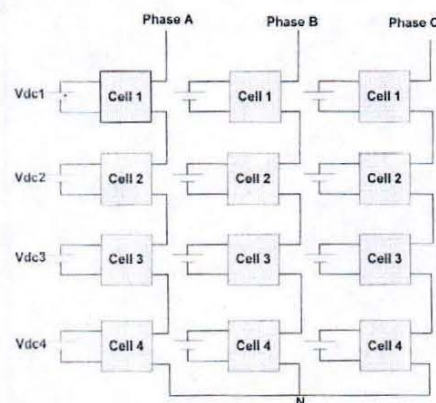 Phase A Phase B Phase C
Vdc1 Cell 1 Cell 1 Cell 1
Vdc2 Cell 2 Cell 2 Cell 2
Vdc3 Cell 3 Cell 3 Cell 3
Vdc4 Cell 4 Cell 4 Cell 4
N